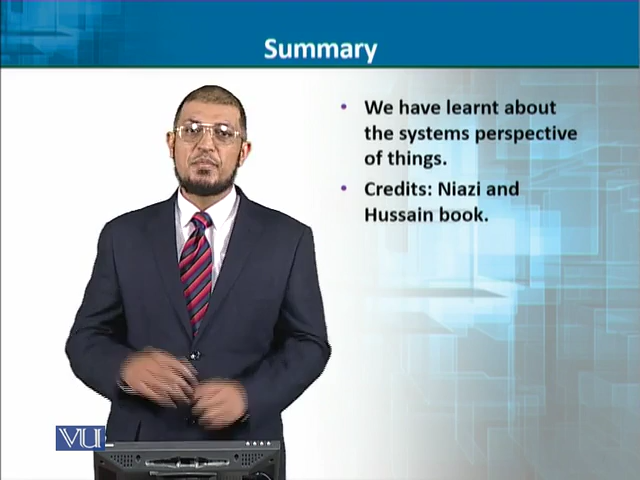 Summary
• We have learnt about
the systems perspective
of things.
• Credits: Niazi and
Hussain book.
VU